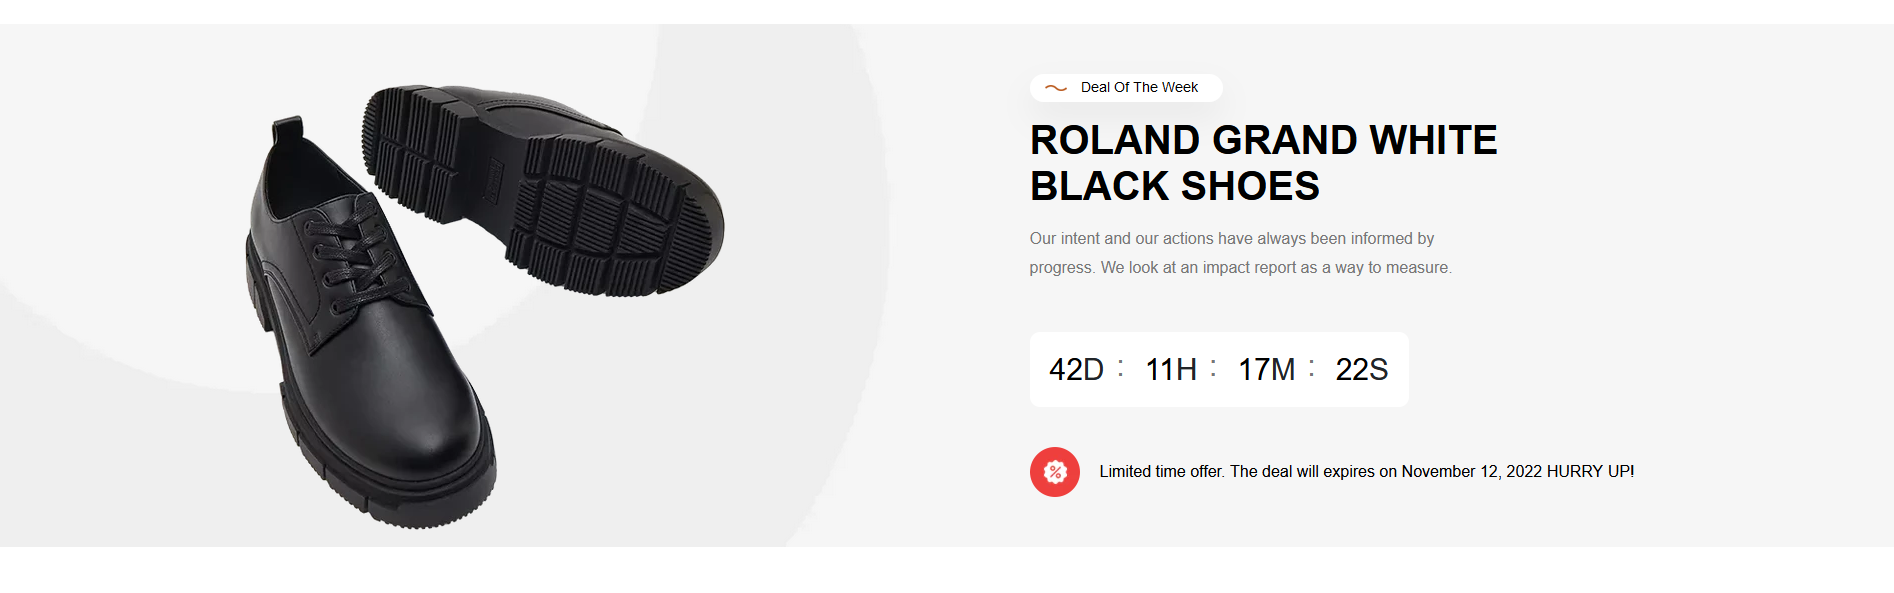 Deal Of The Week
ROLAND GRAND WHITE
BLACK SHOES
Our intent and our actions have always been informed by
progress. We look at an impact report as a way to measure.
42D : 11H : 17M : 22S
Limited time offer. The deal will expires on November 12, 2022 HURRY UP!